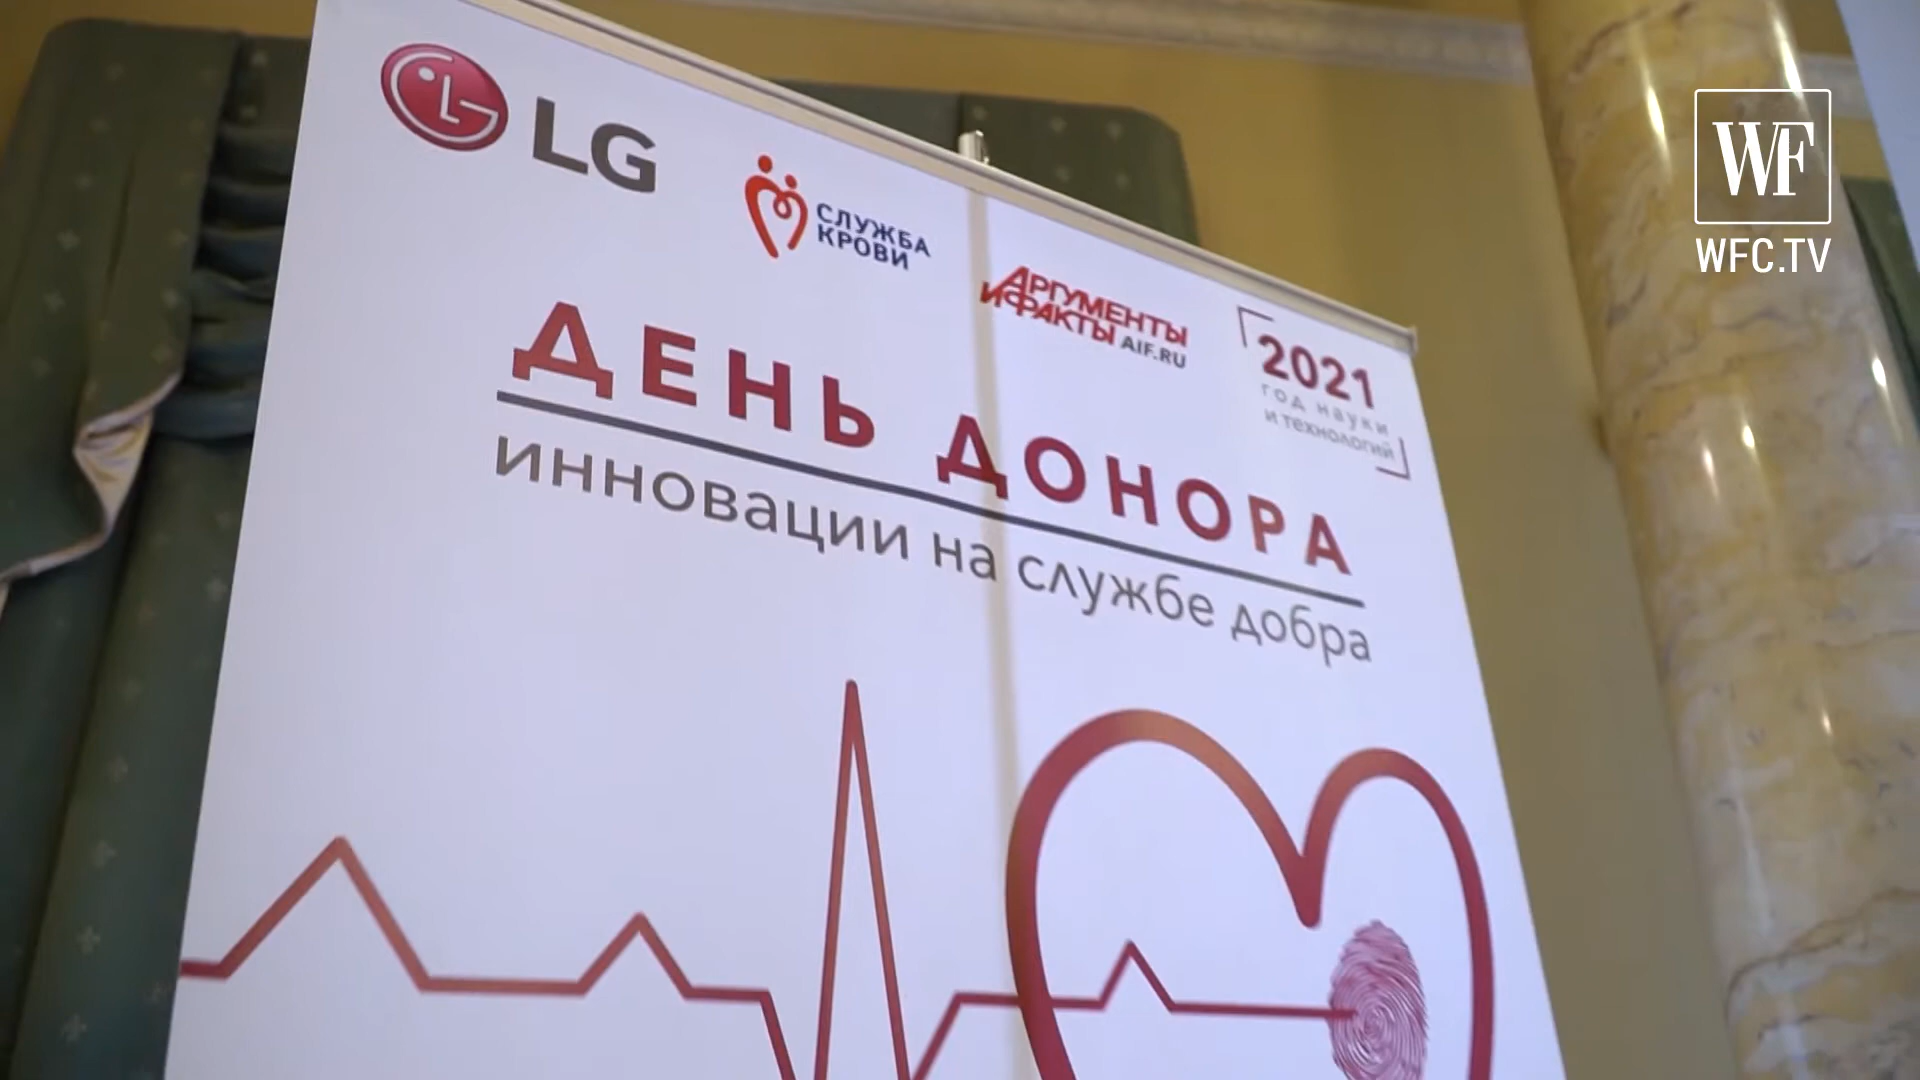 LG
СЛУЖБА
КРОВИ
АРГУМЕНТЫ
И ФАКТЫ AIF.RU
2021
год науки
и технологий
ДЕНЬ ДОНОРА
инновации на службе добра
WF
WFC.TV